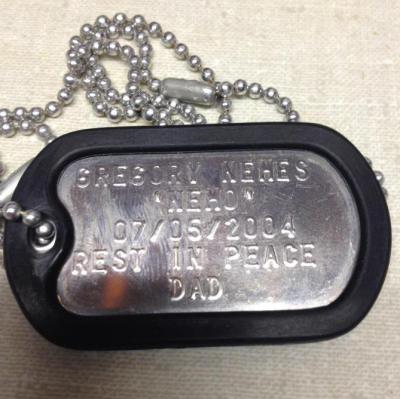 GREGORY NEMES
"NEMO"
07/05/2004
REST IN PEACE
DAD